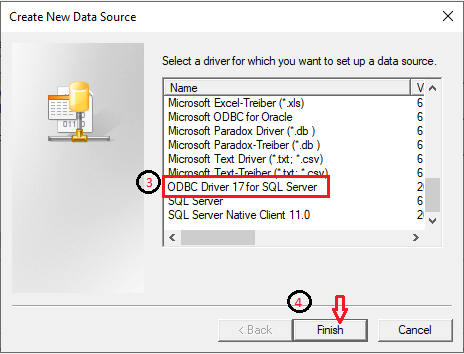 Create New Data Source
Select a driver for which you want to set up a data source.
Name V
Microsoft Excel-Treiber (*.xls) 6
Microsoft ODBC for Oracle 6
Microsoft Paradox Driver (*.db ) 6
Microsoft Paradox-Treiber (*.db ) 6
Microsoft Text Driver (*.txt; *.csv) 6
Microsoft Text-Treiber (*.txt; *.csv) 6
3 ODBC Driver 17 for SQL Server 20
SQL Server 6
SQL Server Native Client 11.0 20
4
< Back Finish Cancel